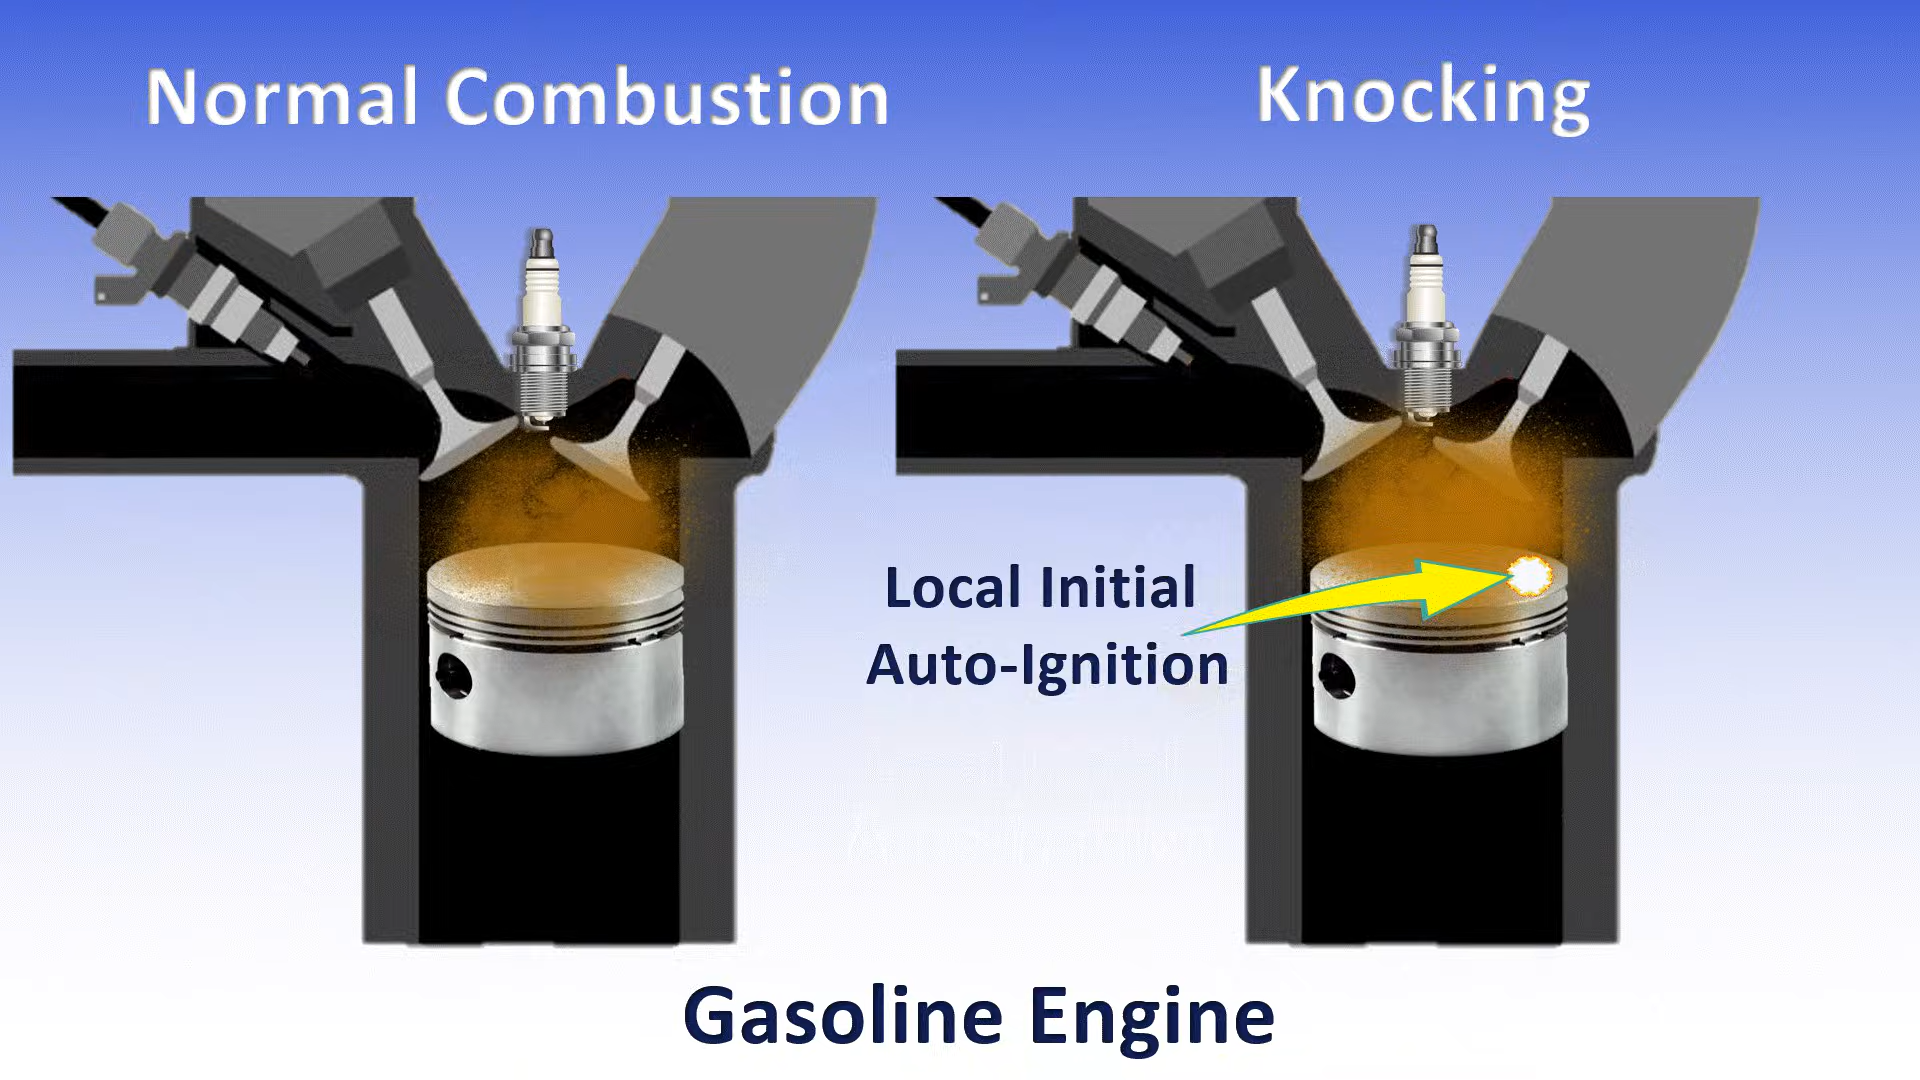 Normal Combustion
Knocking
Local Initial
Auto-Ignition
Gasoline Engine